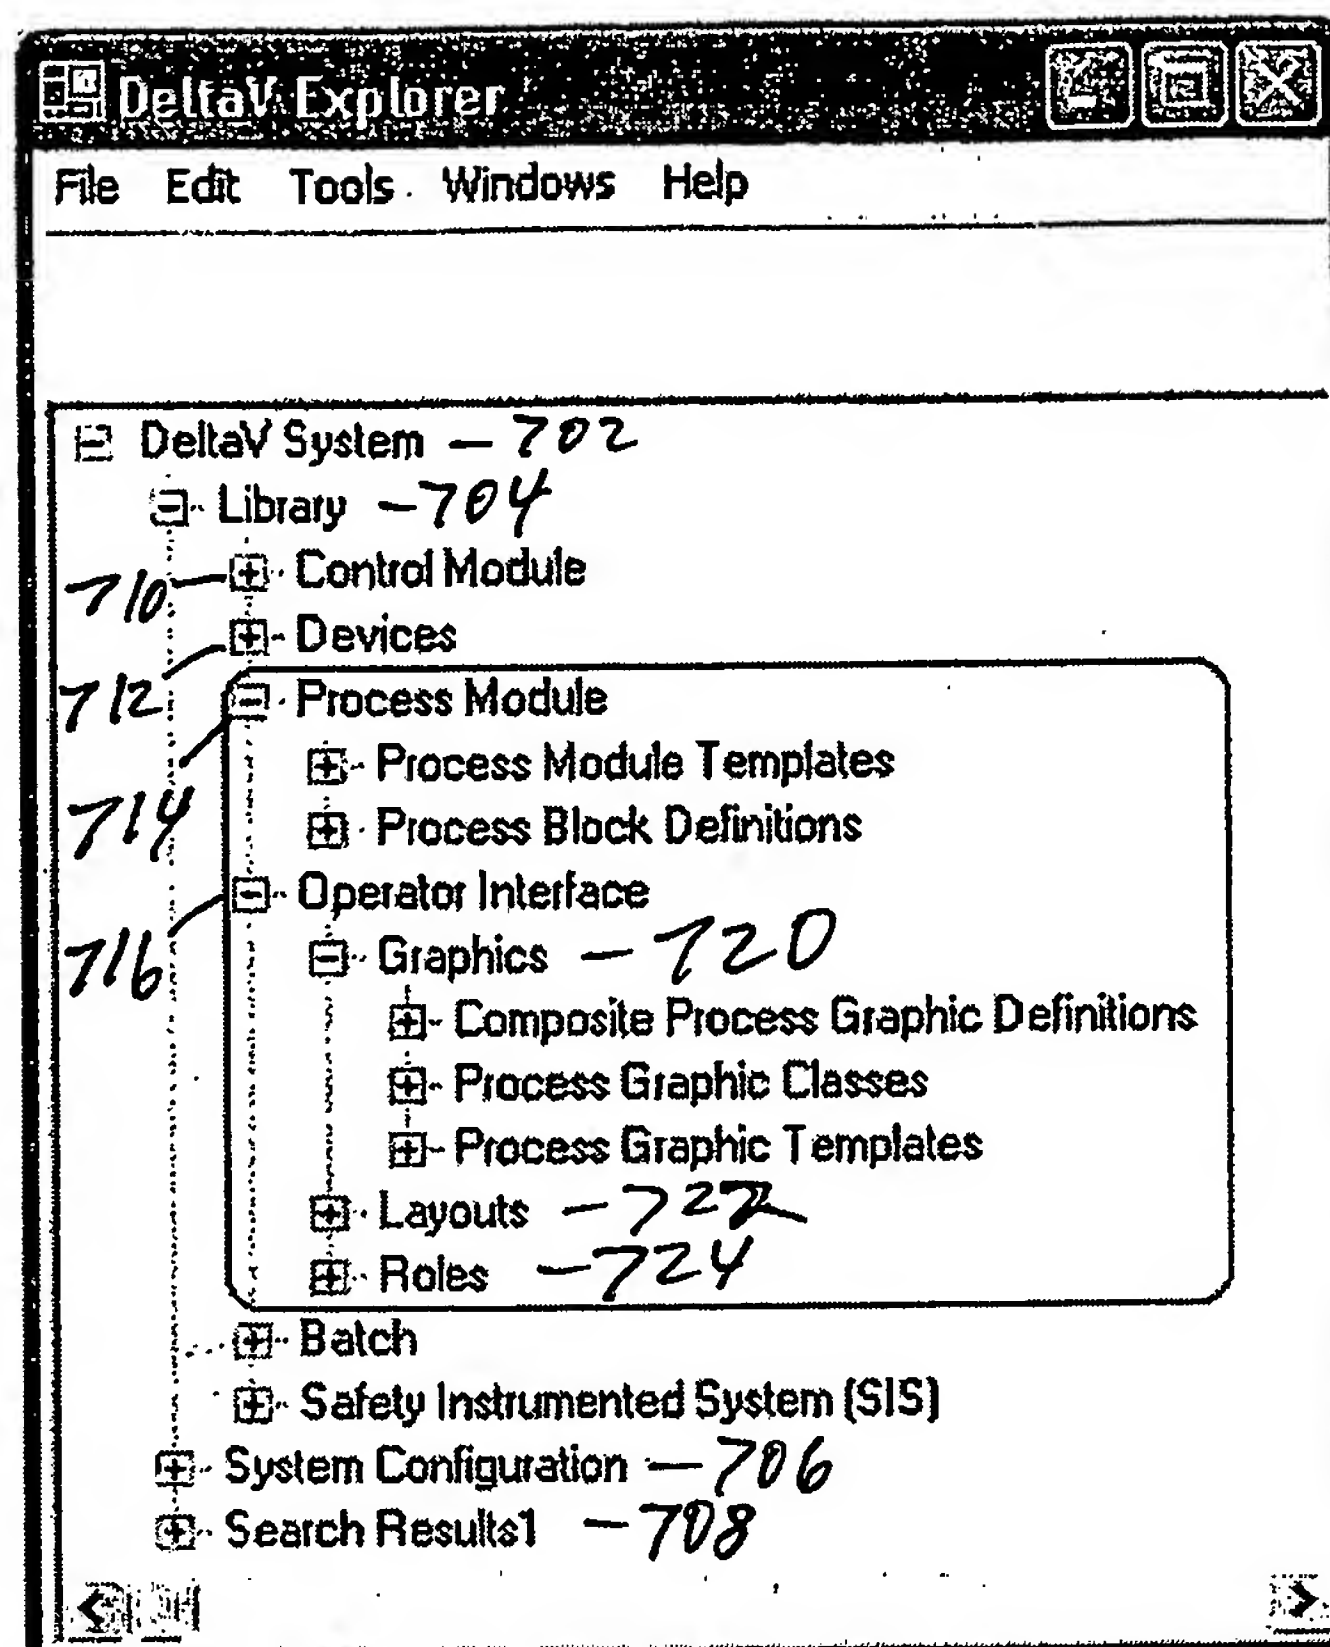 DeltaV Explorer
File Edit Tools Windows Help
DeltaV System — 702
Library — 704
710 Control Module
712 Devices
714 Process Module
Process Module Templates
Process Block Definitions
716 Operator Interface
Graphics — 720
Composite Process Graphic Definitions
Process Graphic Classes
Process Graphic Templates
Layouts — 722
Roles — 724
Batch
Safety Instrumented System (SIS)
System Configuration — 706
Search Results1 — 708